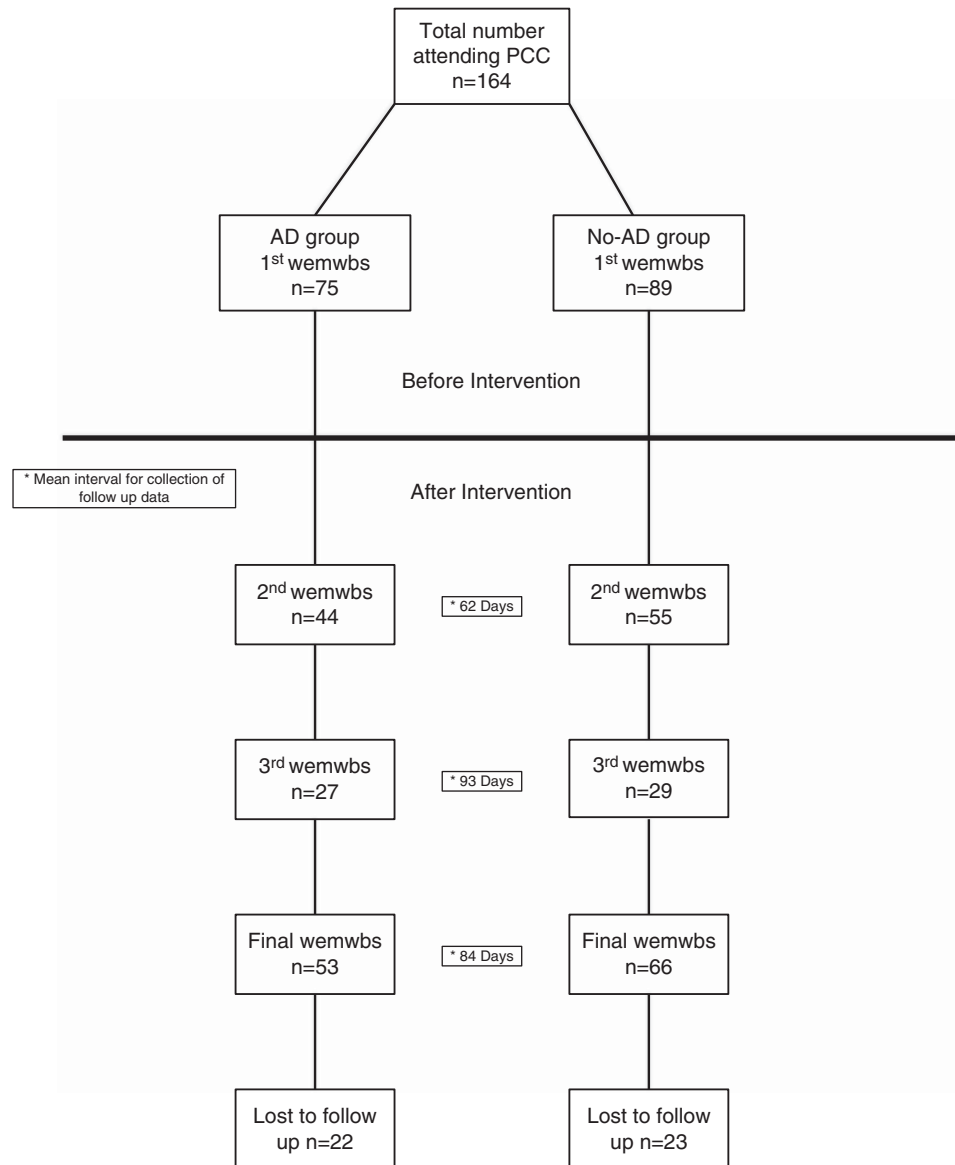 Total number
attending PCC
n=164
AD group
1st wemwbs
n=75
No-AD group
1st wemwbs
n=89
Before Intervention
* Mean interval for collection of
follow up data
After Intervention
2nd wemwbs
n=44
* 62 Days
2nd wemwbs
n=55
3rd wemwbs
n=27
* 93 Days
3rd wemwbs
n=29
Final wemwbs
n=53
* 84 Days
Final wemwbs
n=66
Lost to follow
up n=22
Lost to follow
up n=23